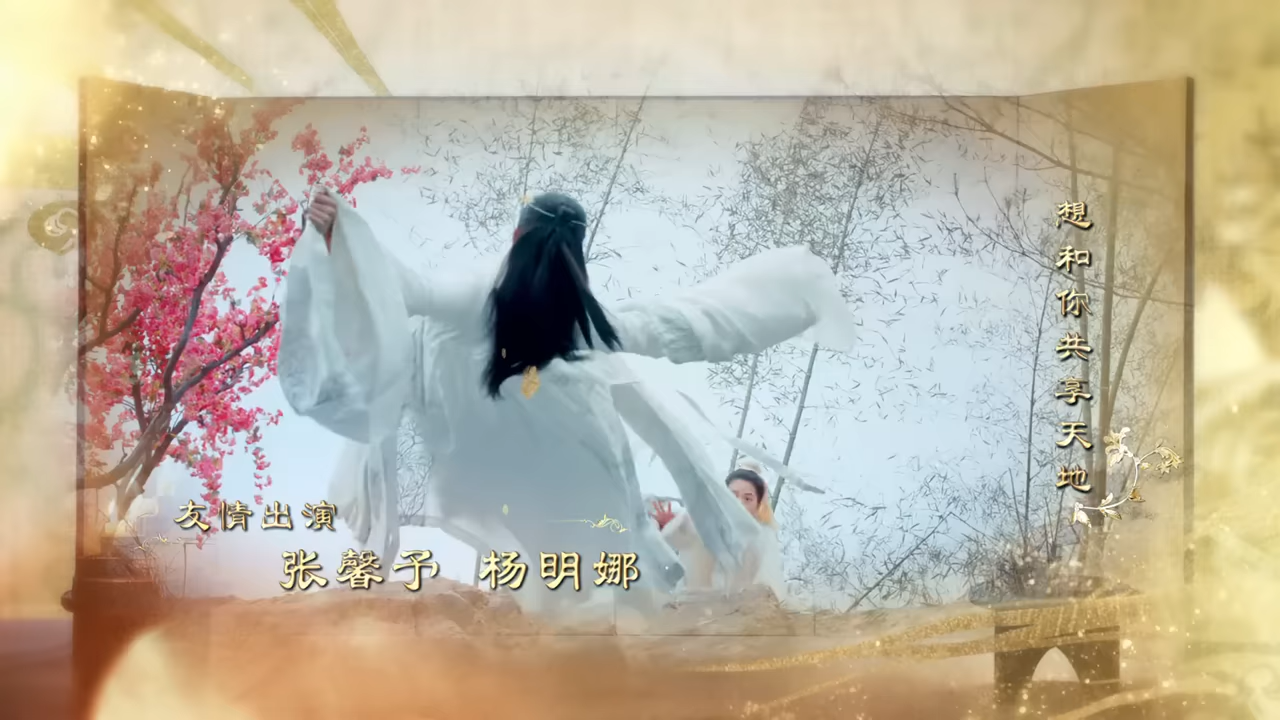 想和你共享天地
友情出演
张馨予 杨明娜